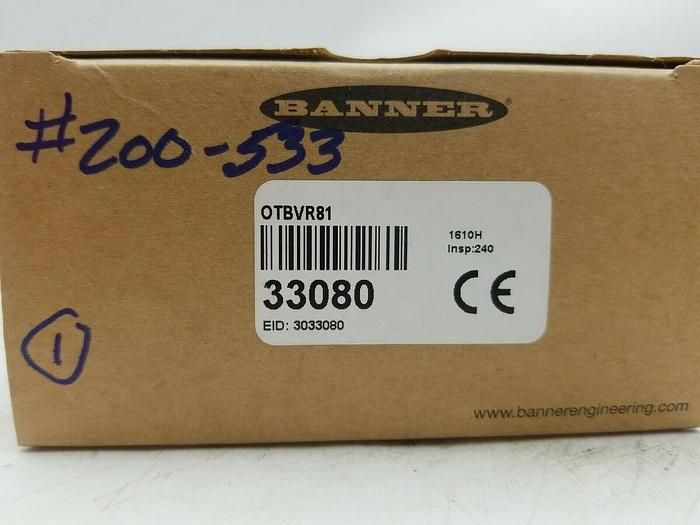 BANNER®
#200-533
OTBVR81
1610H
Insp:240
33080
CE
EID: 3033080
1
www.bannerengineering.com